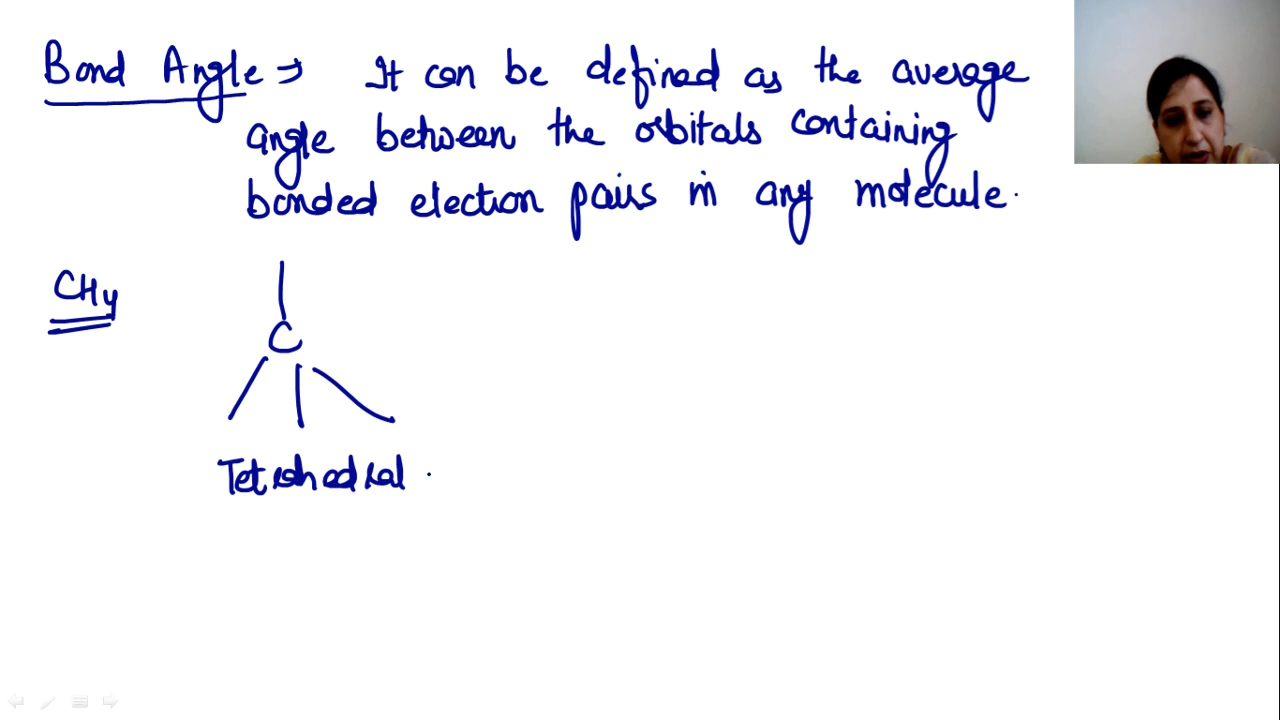 Bond Angle ⇒ It can be defined as the average
angle between the orbitals containing
bonded electron pairs in any molecule.
CH4
C
Tetrahedral.